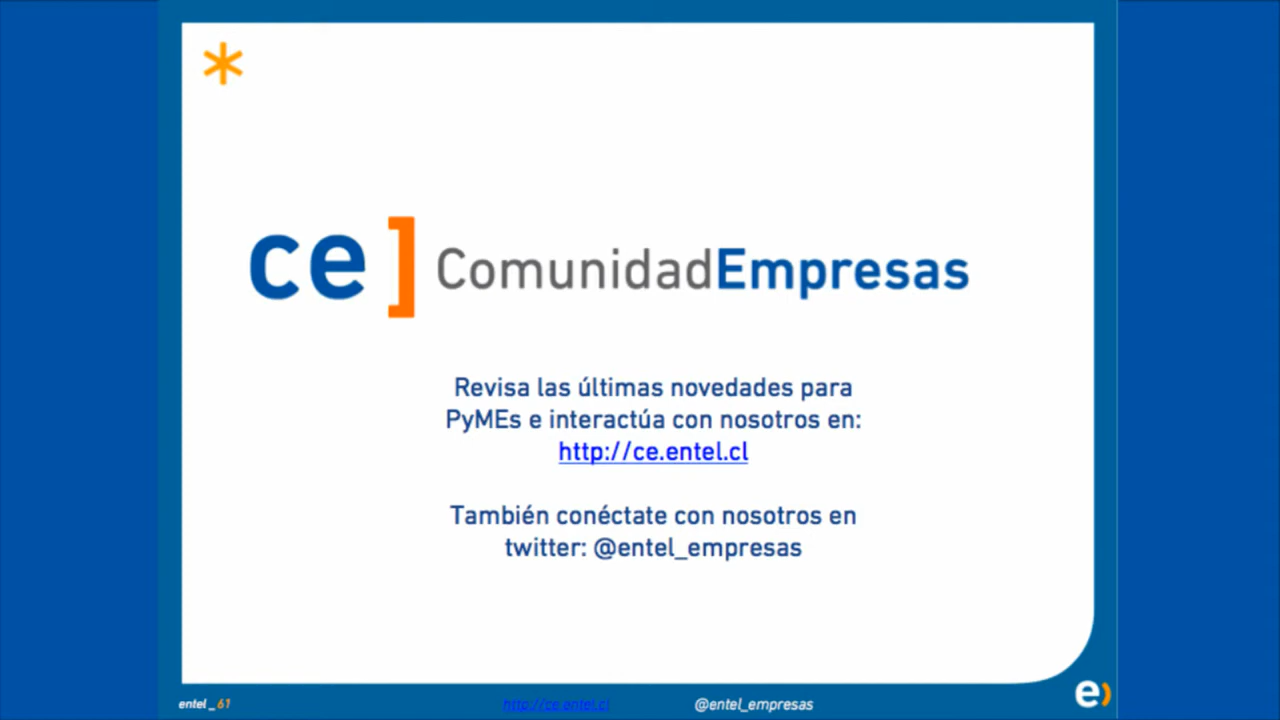 ce ] ComunidadEmpresas
Revisa las últimas novedades para
PyMEs e interactúa con nosotros en:
http://ce.entel.cl
También conéctate con nosotros en
twitter: @entel_empresas
entel _ 61
http://ce.entel.cl
@entel_empresas
e)